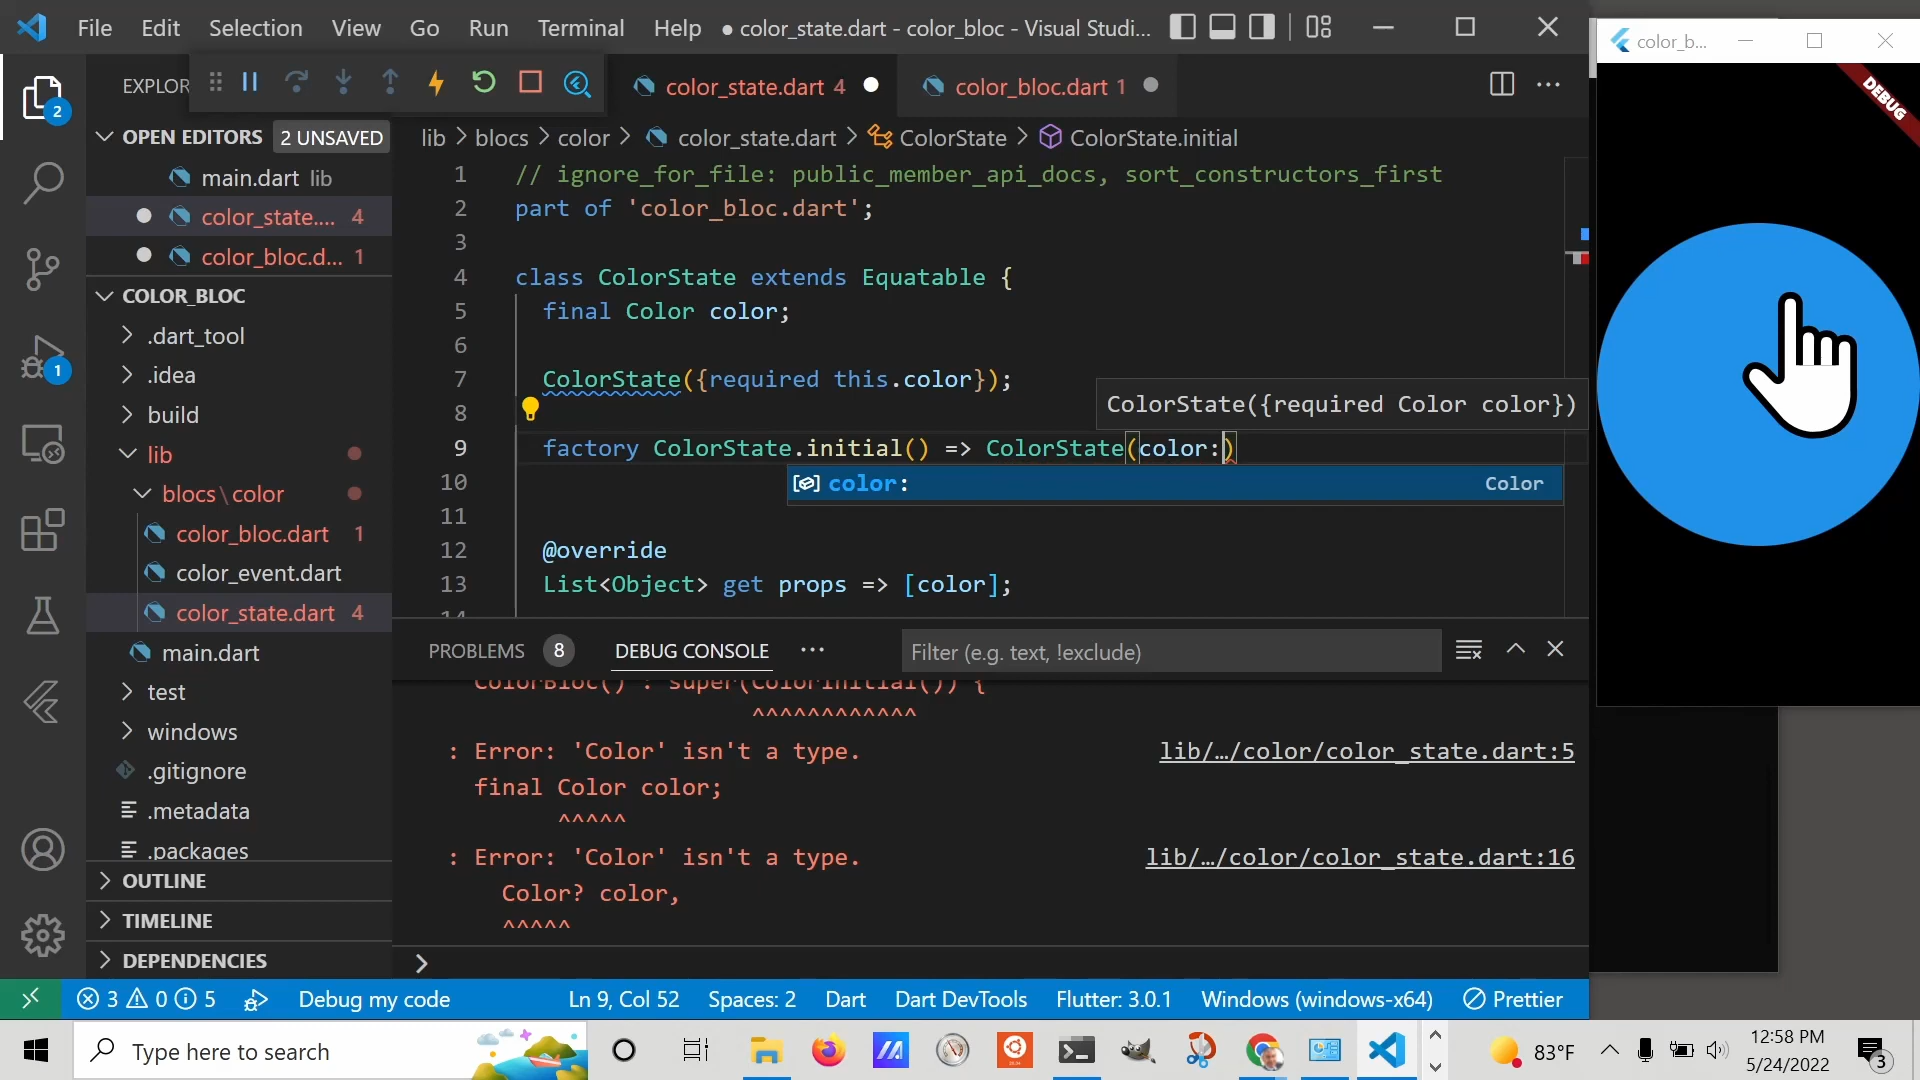 File Edit Selection View Go Run Terminal Help ● color_state.dart - color_bloc - Visual Studi...
color_b...
EXPLOR
color_state.dart 4
color_bloc.dart 1
DEBUG
OPEN EDITORS 2 UNSAVED
main.dart lib
color_state.... 4
color_bloc.d... 1
COLOR_BLOC
.dart_tool
.idea
build
lib
blocs\color
color_bloc.dart 1
color_event.dart
color_state.dart 4
main.dart
test
windows
.gitignore
.metadata
.packages
OUTLINE
TIMELINE
DEPENDENCIES
2
1
lib > blocs > color > color_state.dart > ColorState > ColorState.initial
1 // ignore_for_file: public_member_api_docs, sort_constructors_first
2 part of 'color_bloc.dart';
3
4 class ColorState extends Equatable {
5 final Color color;
6
7 ColorState({required this.color});
8
ColorState({required Color color})
9 factory ColorState.initial() => ColorState(color:)
10
color: Color
11
12 @override
13 List<Object> get props => [color];
14
PROBLEMS 8 DEBUG CONSOLE ... Filter (e.g. text, !exclude)
ColorBloc() : super(ColorInitial()) {
^^^^^^^^^^^^
: Error: 'Color' isn't a type. lib/…/color/color_state.dart:5
final Color color;
^^^^^
: Error: 'Color' isn't a type. lib/…/color/color_state.dart:16
Color? color,
^^^^^
>
3 0 5 Debug my code Ln 9, Col 52 Spaces: 2 Dart Dart DevTools Flutter: 3.0.1 Windows (windows-x64) Prettier
Type here to search
83°F
12:58 PM
5/24/2022
3